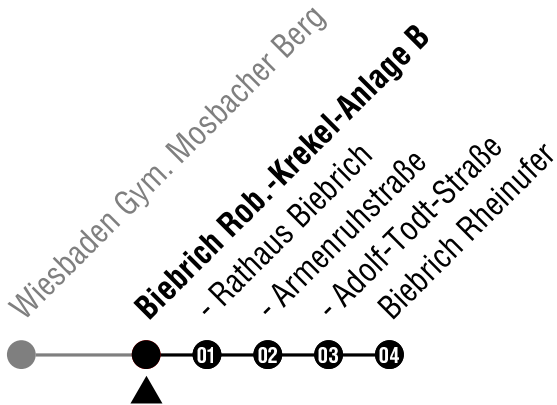 Wiesbaden Gym. Mosbacher Berg
Biebrich Rob.-Krekel-Anlage B
- Rathaus Biebrich
- Armenruhstraße
- Adolf-Todt-Straße
Biebrich Rheinufer
01 02 03 04